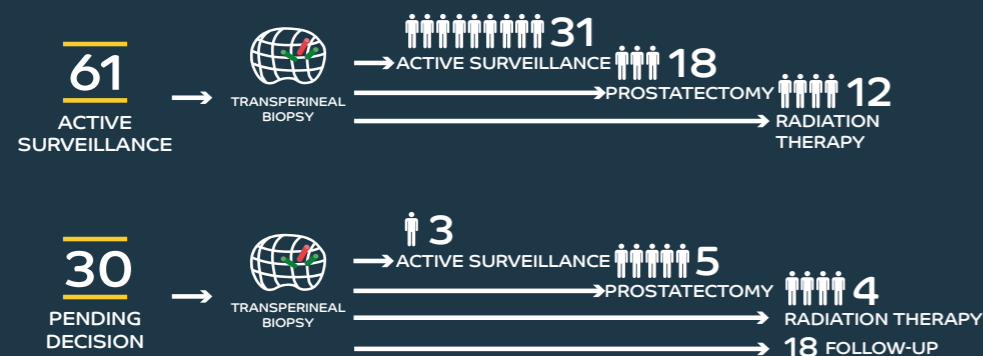 61
ACTIVE
SURVEILLANCE
TRANSPERINEAL
BIOPSY
31
ACTIVE SURVEILLANCE
18
PROSTATECTOMY
12
RADIATION
THERAPY
30
PENDING
DECISION
TRANSPERINEAL
BIOPSY
3
ACTIVE SURVEILLANCE
5
PROSTATECTOMY
4
RADIATION THERAPY
18 FOLLOW-UP